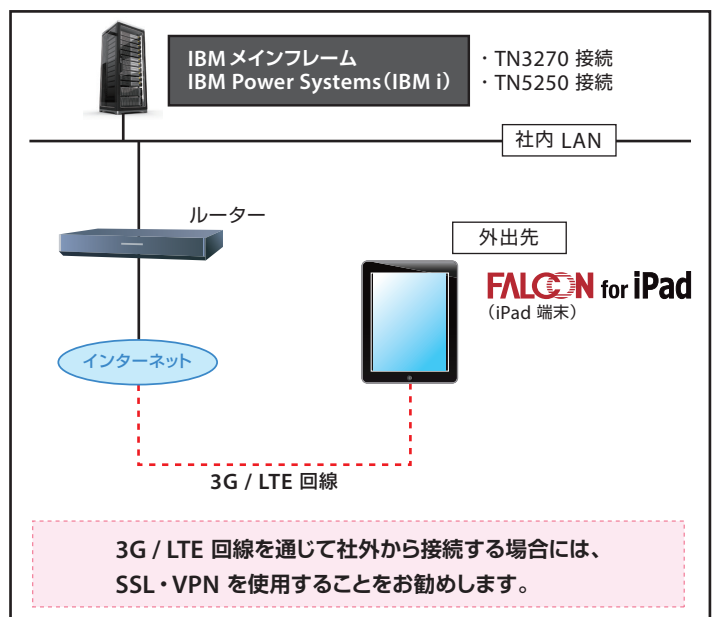 IBM メインフレーム
IBM Power Systems(IBM i)
・TN3270 接続
・TN5250 接続
社内 LAN
ルーター
外出先
FALCON for iPad
(iPad 端末)
インターネット
3G / LTE 回線
3G / LTE 回線を通じて社外から接続する場合には、
SSL・VPN を使用することをお勧めします。